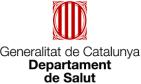 Generalitat de Catalunya
Departament
de Salut